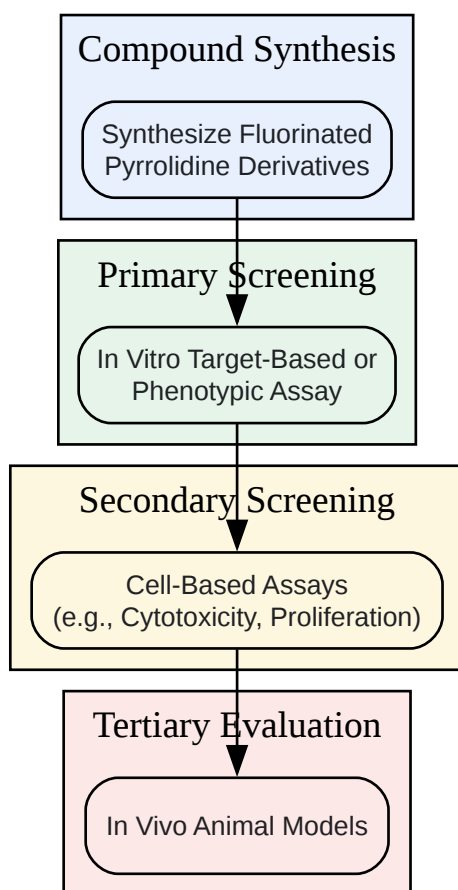 Compound Synthesis
Synthesize Fluorinated
Pyrrolidine Derivatives
Primary Screening
In Vitro Target-Based or
Phenotypic Assay
Secondary Screening
Cell-Based Assays
(e.g., Cytotoxicity, Proliferation)
Tertiary Evaluation
In Vivo Animal Models